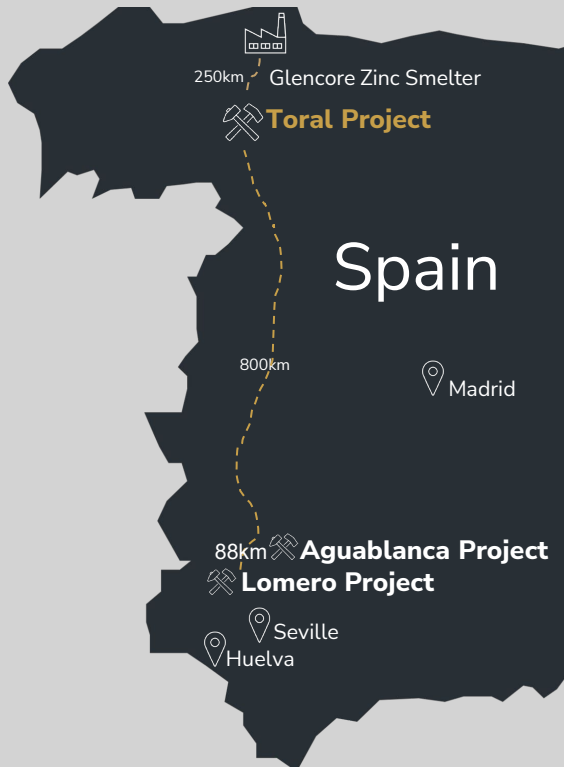 250km
Glencore Zinc Smelter
Toral Project
Spain
800km
Madrid
88km
Aguablanca Project
Lomero Project
Seville
Huelva